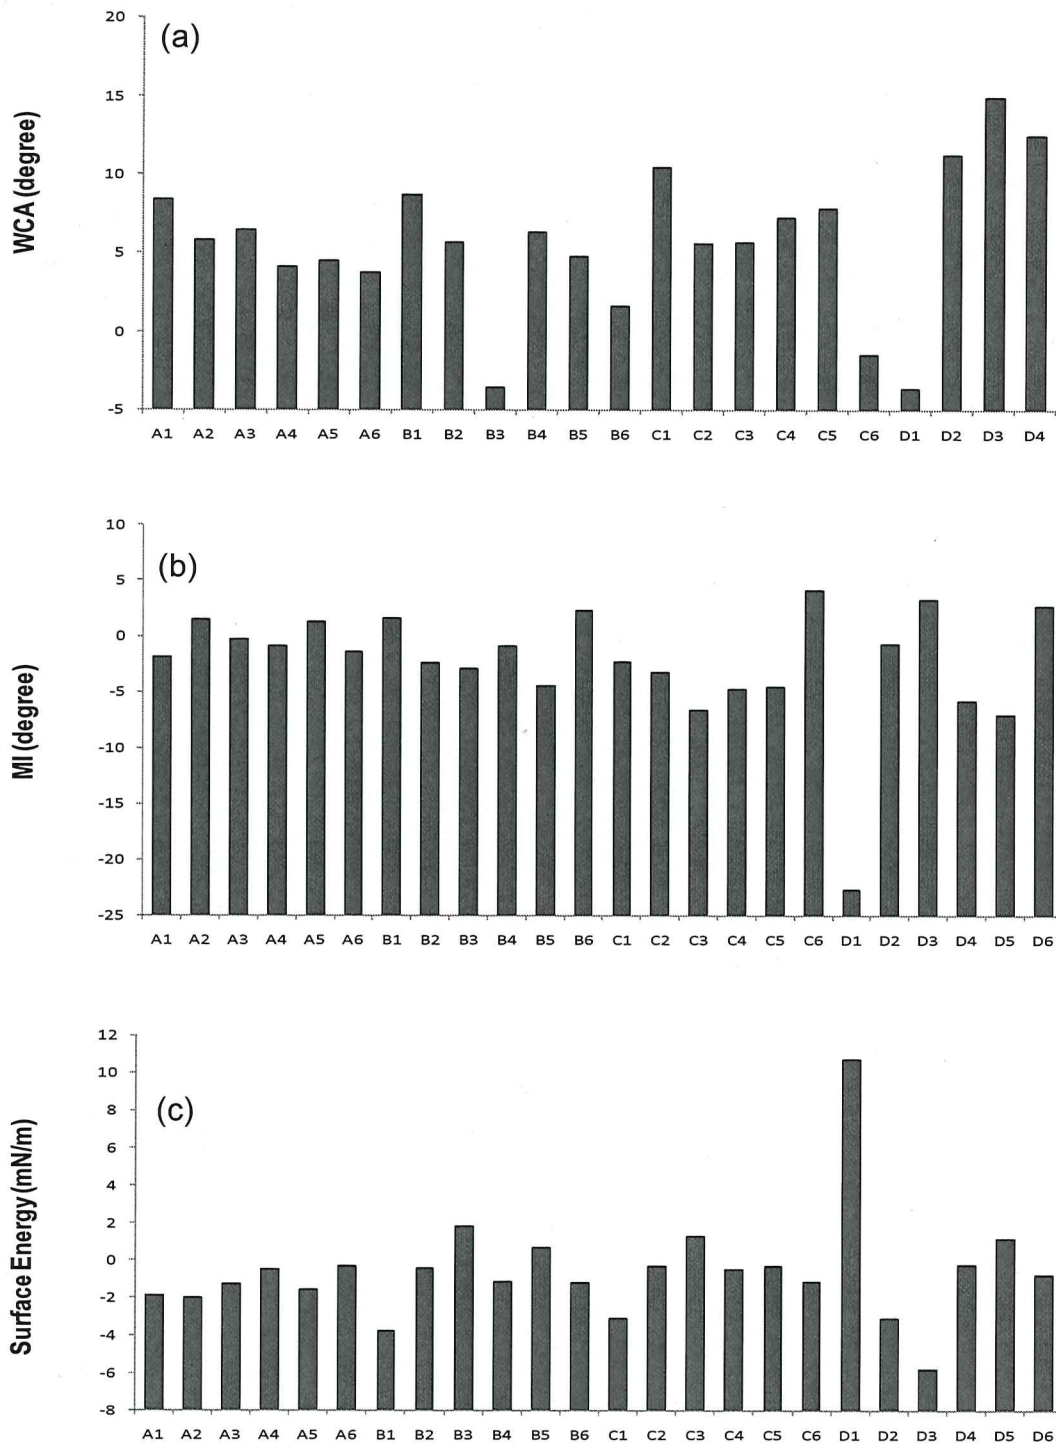 (a)
WCA (degree)
20
15
10
5
0
-5
A1 A2 A3 A4 A5 A6 B1 B2 B3 B4 B5 B6 C1 C2 C3 C4 C5 C6 D1 D2 D3 D4
(b)
MI (degree)
10
5
0
-5
-10
-15
-20
-25
A1 A2 A3 A4 A5 A6 B1 B2 B3 B4 B5 B6 C1 C2 C3 C4 C5 C6 D1 D2 D3 D4 D5 D6
(c)
Surface Energy (mN/m)
12
10
8
6
4
2
0
-2
-4
-6
-8
A1 A2 A3 A4 A5 A6 B1 B2 B3 B4 B5 B6 C1 C2 C3 C4 C5 C6 D1 D2 D3 D4 D5 D6